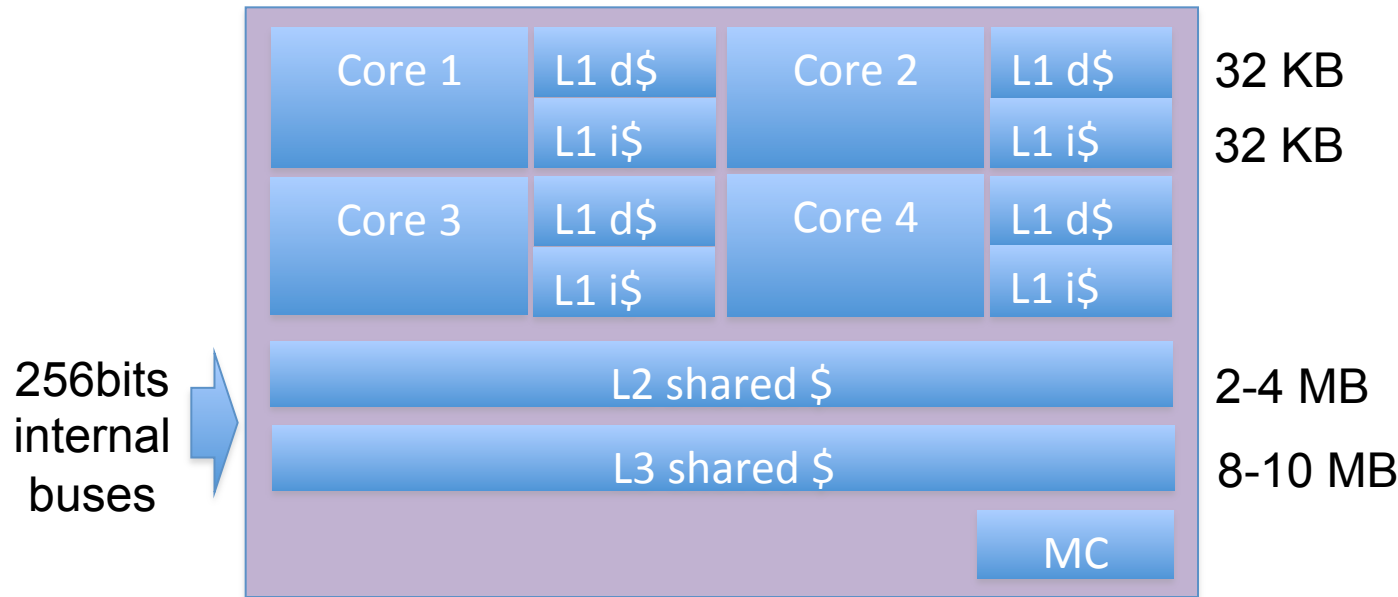 Core 1
L1 d$
Core 2
L1 d$
32 KB
L1 i$
L1 i$
32 KB
Core 3
L1 d$
Core 4
L1 d$
L1 i$
L1 i$
256bits
internal
buses
L2 shared $
2-4 MB
L3 shared $
8-10 MB
MC